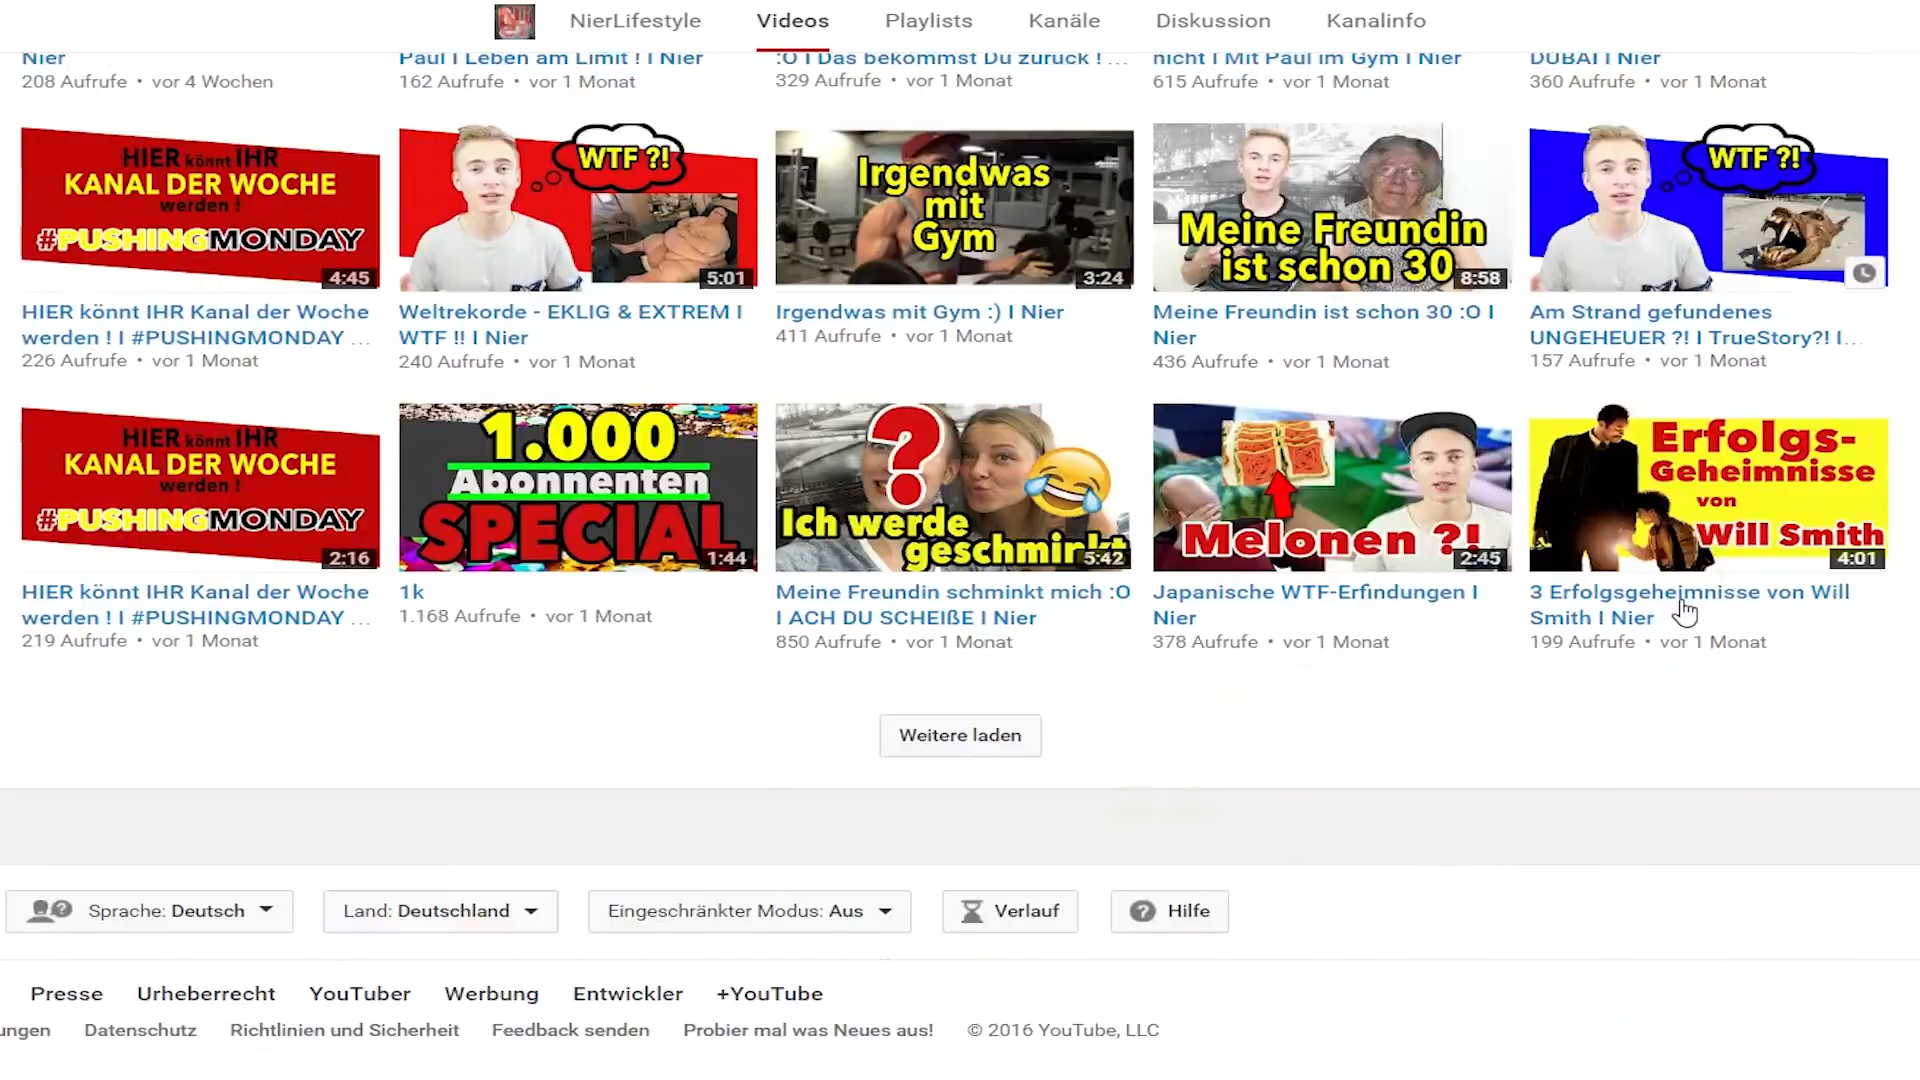 NierLifestyle Videos Playlists Kanäle Diskussion Kanalinfo
Nier
208 Aufrufe • vor 4 Wochen
Paul I Leben am Limit ! I Nier
162 Aufrufe • vor 1 Monat
:O I Das bekommst Du zurück ! ...
329 Aufrufe • vor 1 Monat
nicht I Mit Paul im Gym I Nier
615 Aufrufe • vor 1 Monat
DUBAI I Nier
360 Aufrufe • vor 1 Monat
HIER könnt IHR
KANAL DER WOCHE
werden !
#PUSHINGMONDAY
4:45
HIER könnt IHR Kanal der Woche
werden ! I #PUSHINGMONDAY ...
226 Aufrufe • vor 1 Monat
WTF ?!
5:01
Weltrekorde - EKLIG & EXTREM I
WTF !! I Nier
240 Aufrufe • vor 1 Monat
Irgendwas
mit
Gym
3:24
Irgendwas mit Gym :) I Nier
411 Aufrufe • vor 1 Monat
Meine Freundin
ist schon 30
8:58
Meine Freundin ist schon 30 :O I
Nier
436 Aufrufe • vor 1 Monat
WTF ?!
Am Strand gefundenes
UNGEHEUER ?! I TrueStory?! I...
157 Aufrufe • vor 1 Monat
HIER könnt IHR
KANAL DER WOCHE
werden !
#PUSHINGMONDAY
2:16
HIER könnt IHR Kanal der Woche
werden ! I #PUSHINGMONDAY ...
219 Aufrufe • vor 1 Monat
1.000
Abonnenten
SPECIAL
1:44
1k
1.168 Aufrufe • vor 1 Monat
?
Ich werde
geschminkt
5:42
Meine Freundin schminkt mich :O
I ACH DU SCHEIßE I Nier
850 Aufrufe • vor 1 Monat
Melonen ?!
2:45
Japanische WTF-Erfindungen I
Nier
378 Aufrufe • vor 1 Monat
Erfolgs-
Geheimnisse
von
Will Smith
4:01
3 Erfolgsgeheimnisse von Will
Smith I Nier
199 Aufrufe • vor 1 Monat
Weitere laden
Sprache: Deutsch
Land: Deutschland
Eingeschränkter Modus: Aus
Verlauf
Hilfe
Presse Urheberrecht YouTuber Werbung Entwickler +YouTube
ungen Datenschutz Richtlinien und Sicherheit Feedback senden Probier mal was Neues aus! © 2016 YouTube, LLC